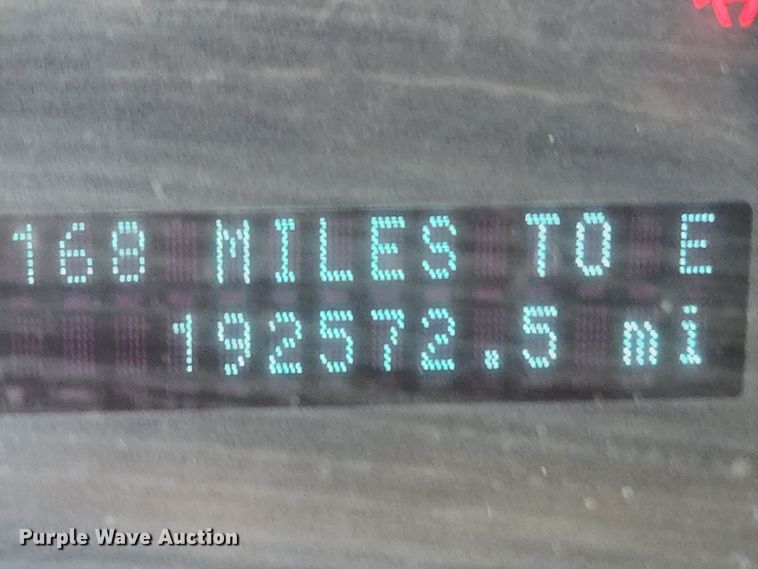 168 MILES TO E
192572.5 mi
Purple Wave Auction